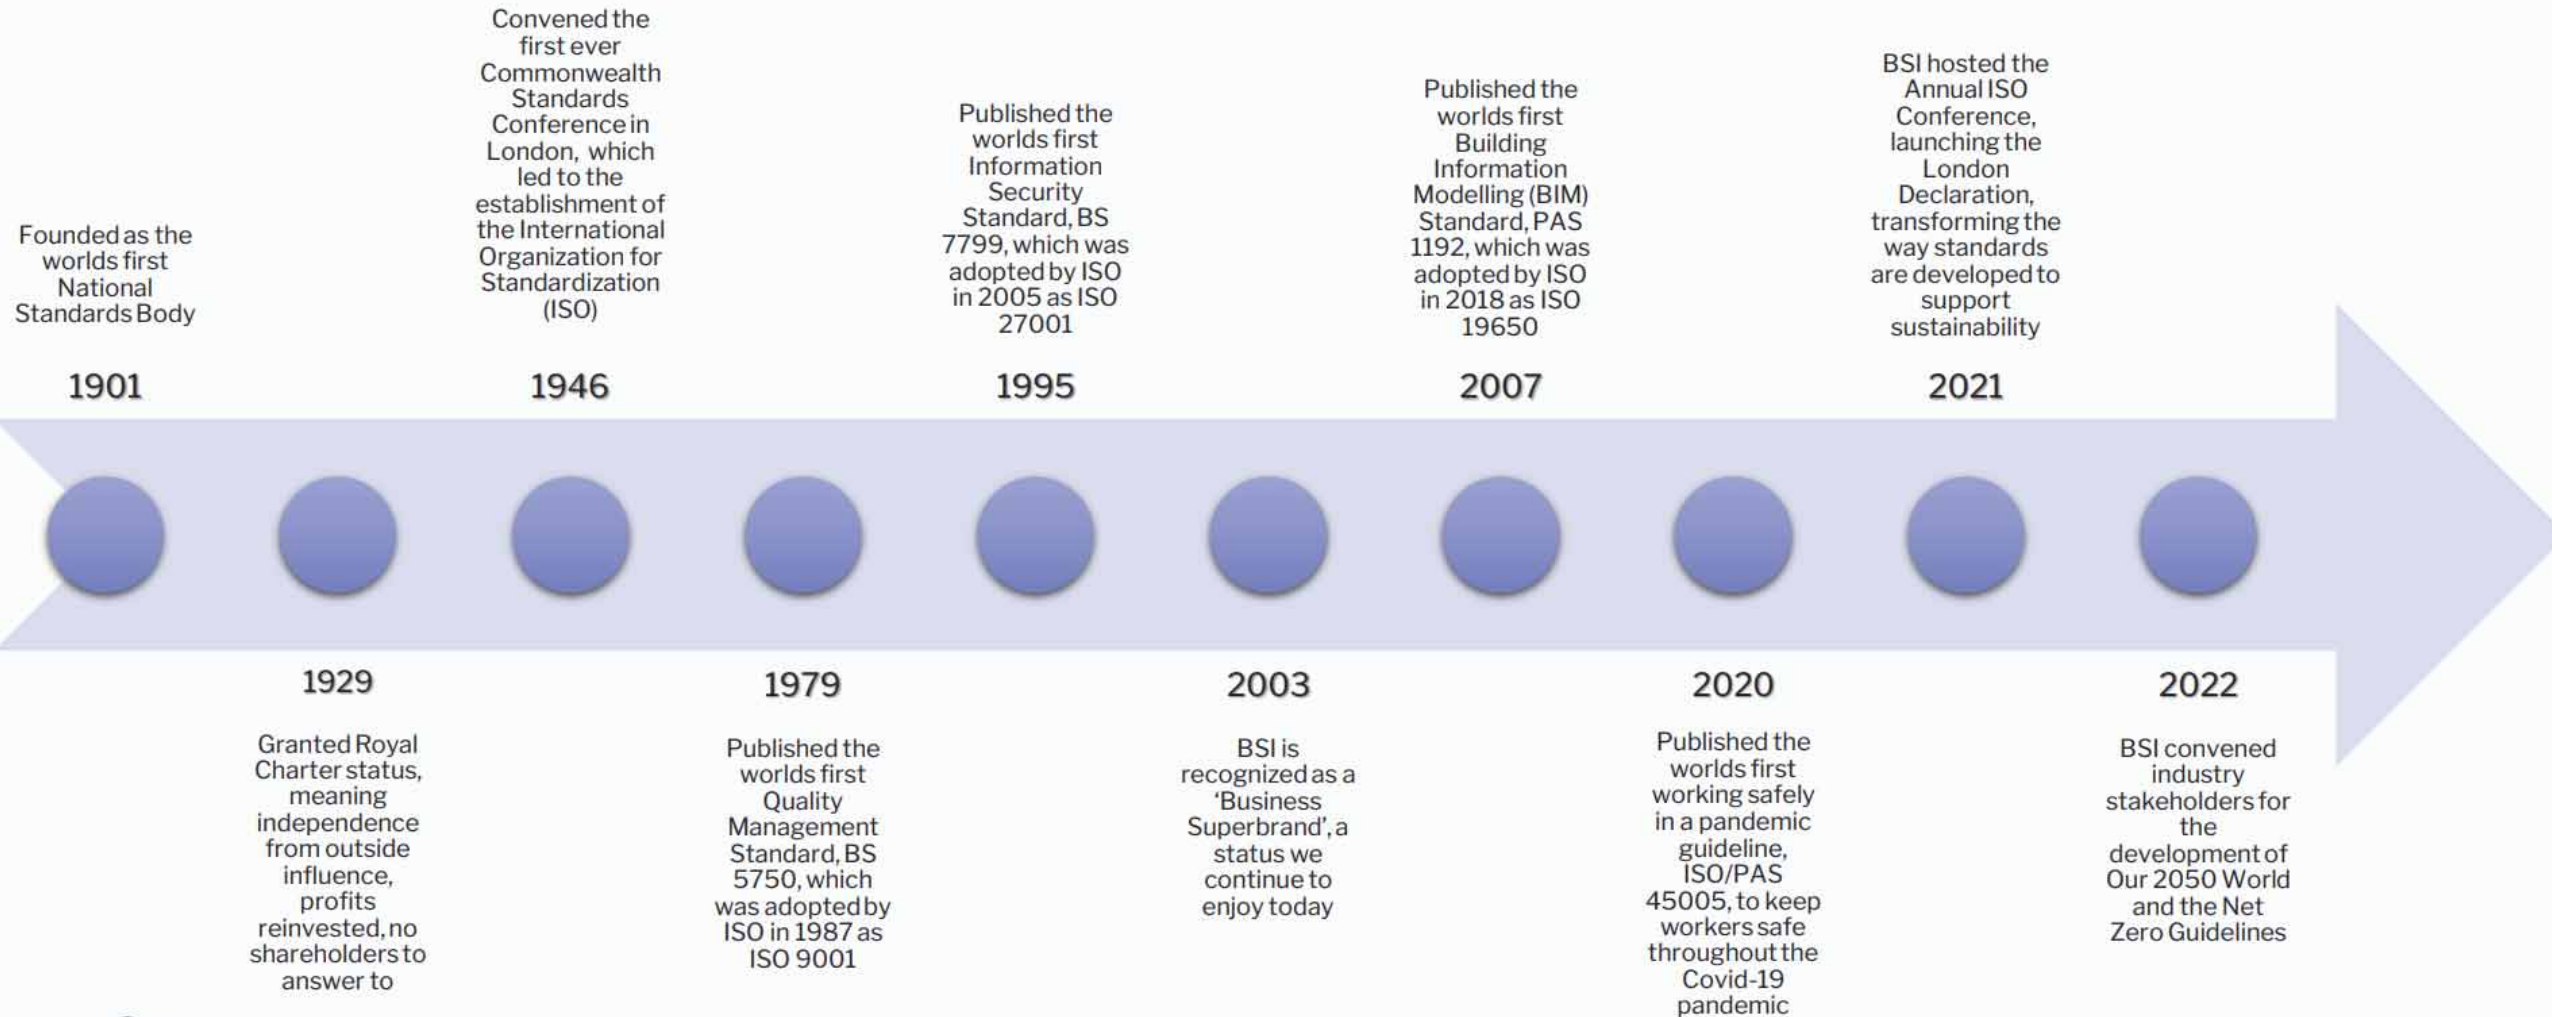 Founded as the
worlds first
National
Standards Body
1901
Granted Royal
Charter status,
meaning
independence
from outside
influence,
profits
reinvested, no
shareholders to
answer to
1929
Convened the
first ever
Commonwealth
Standards
Conference in
London, which
led to the
establishment of
the International
Organization for
Standardization
(ISO)
1946
1979
Published the
worlds first
Quality
Management
Standard, BS
5750, which
was adopted by
ISO in 1987 as
ISO 9001
Published the
worlds first
Information
Security
Standard, BS
7799, which was
adopted by ISO
in 2005 as ISO
27001
1995
2003
BSI is
recognized as a
‘Business
Superbrand’, a
status we
continue to
enjoy today
Published the
worlds first
Building
Information
Modelling (BIM)
Standard, PAS
1192, which was
adopted by ISO
in 2018 as ISO
19650
2007
2020
Published the
worlds first
working safely
in a pandemic
guideline,
ISO/PAS
45005, to keep
workers safe
throughout the
Covid-19
pandemic
BSI hosted the
Annual ISO
Conference,
launching the
London
Declaration,
transforming the
way standards
are developed to
support
sustainability
2021
2022
BSI convened
industry
stakeholders for
the
development of
Our 2050 World
and the Net
Zero Guidelines